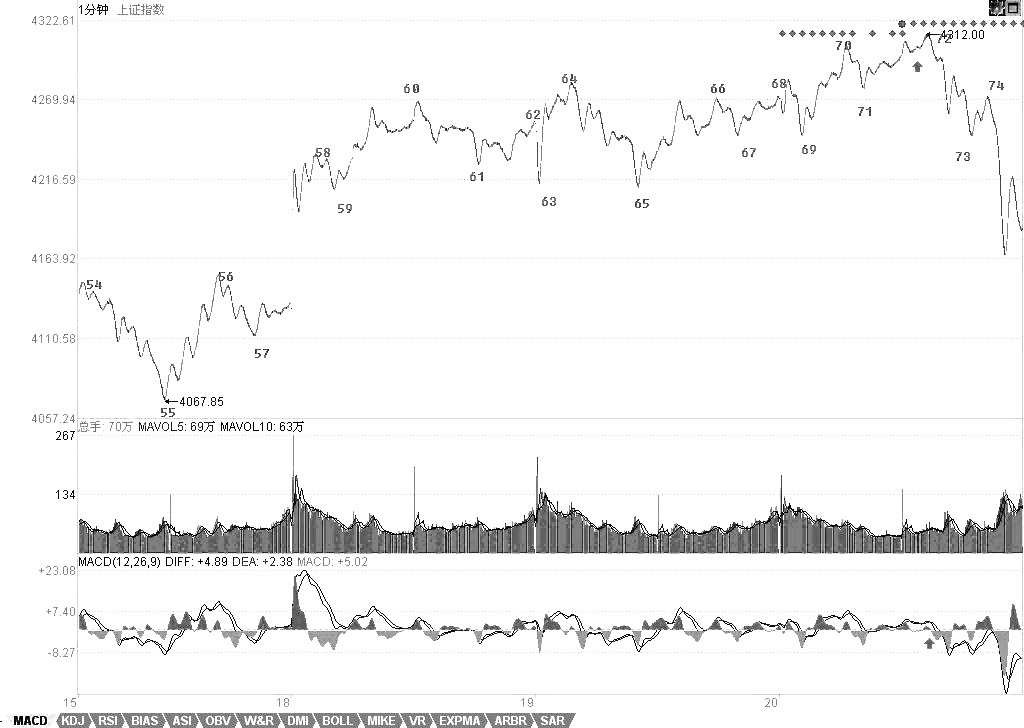 1分钟 上证指数
4322.61
4312.00
70 72
4269.94
60 64 66 68 74
62 71
58 67 69 73
4216.59
61 63 65
59
4163.92
54 56
4110.58
57
4067.85
55
4057.24
总手: 70万 MAVOL5: 69万 MAVOL10: 63万
267
134
MACD(12,26,9) DIFF: +4.89 DEA: +2.38 MACD: +5.02
+23.08
+7.40
-8.27
15 18 19 20
MACD KDJ RSI BIAS ASI OBV W&R DMI BOLL MIKE VR EXPMA ARBR SAR